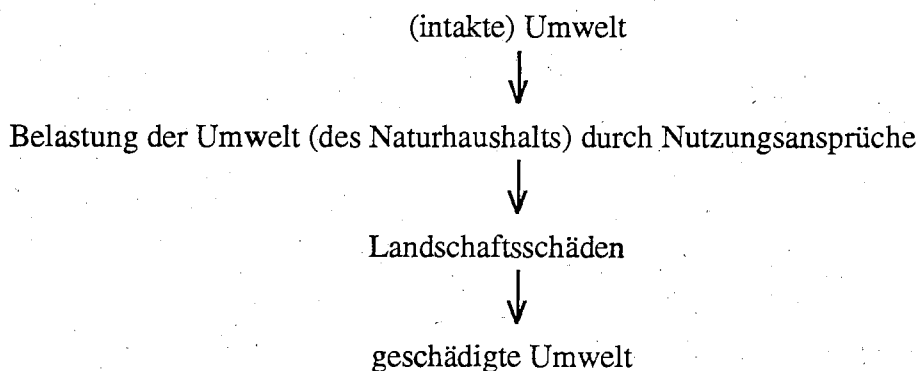 (intakte) Umwelt
Belastung der Umwelt (des Naturhaushalts) durch Nutzungsansprüche
Landschaftsschäden
geschädigte Umwelt